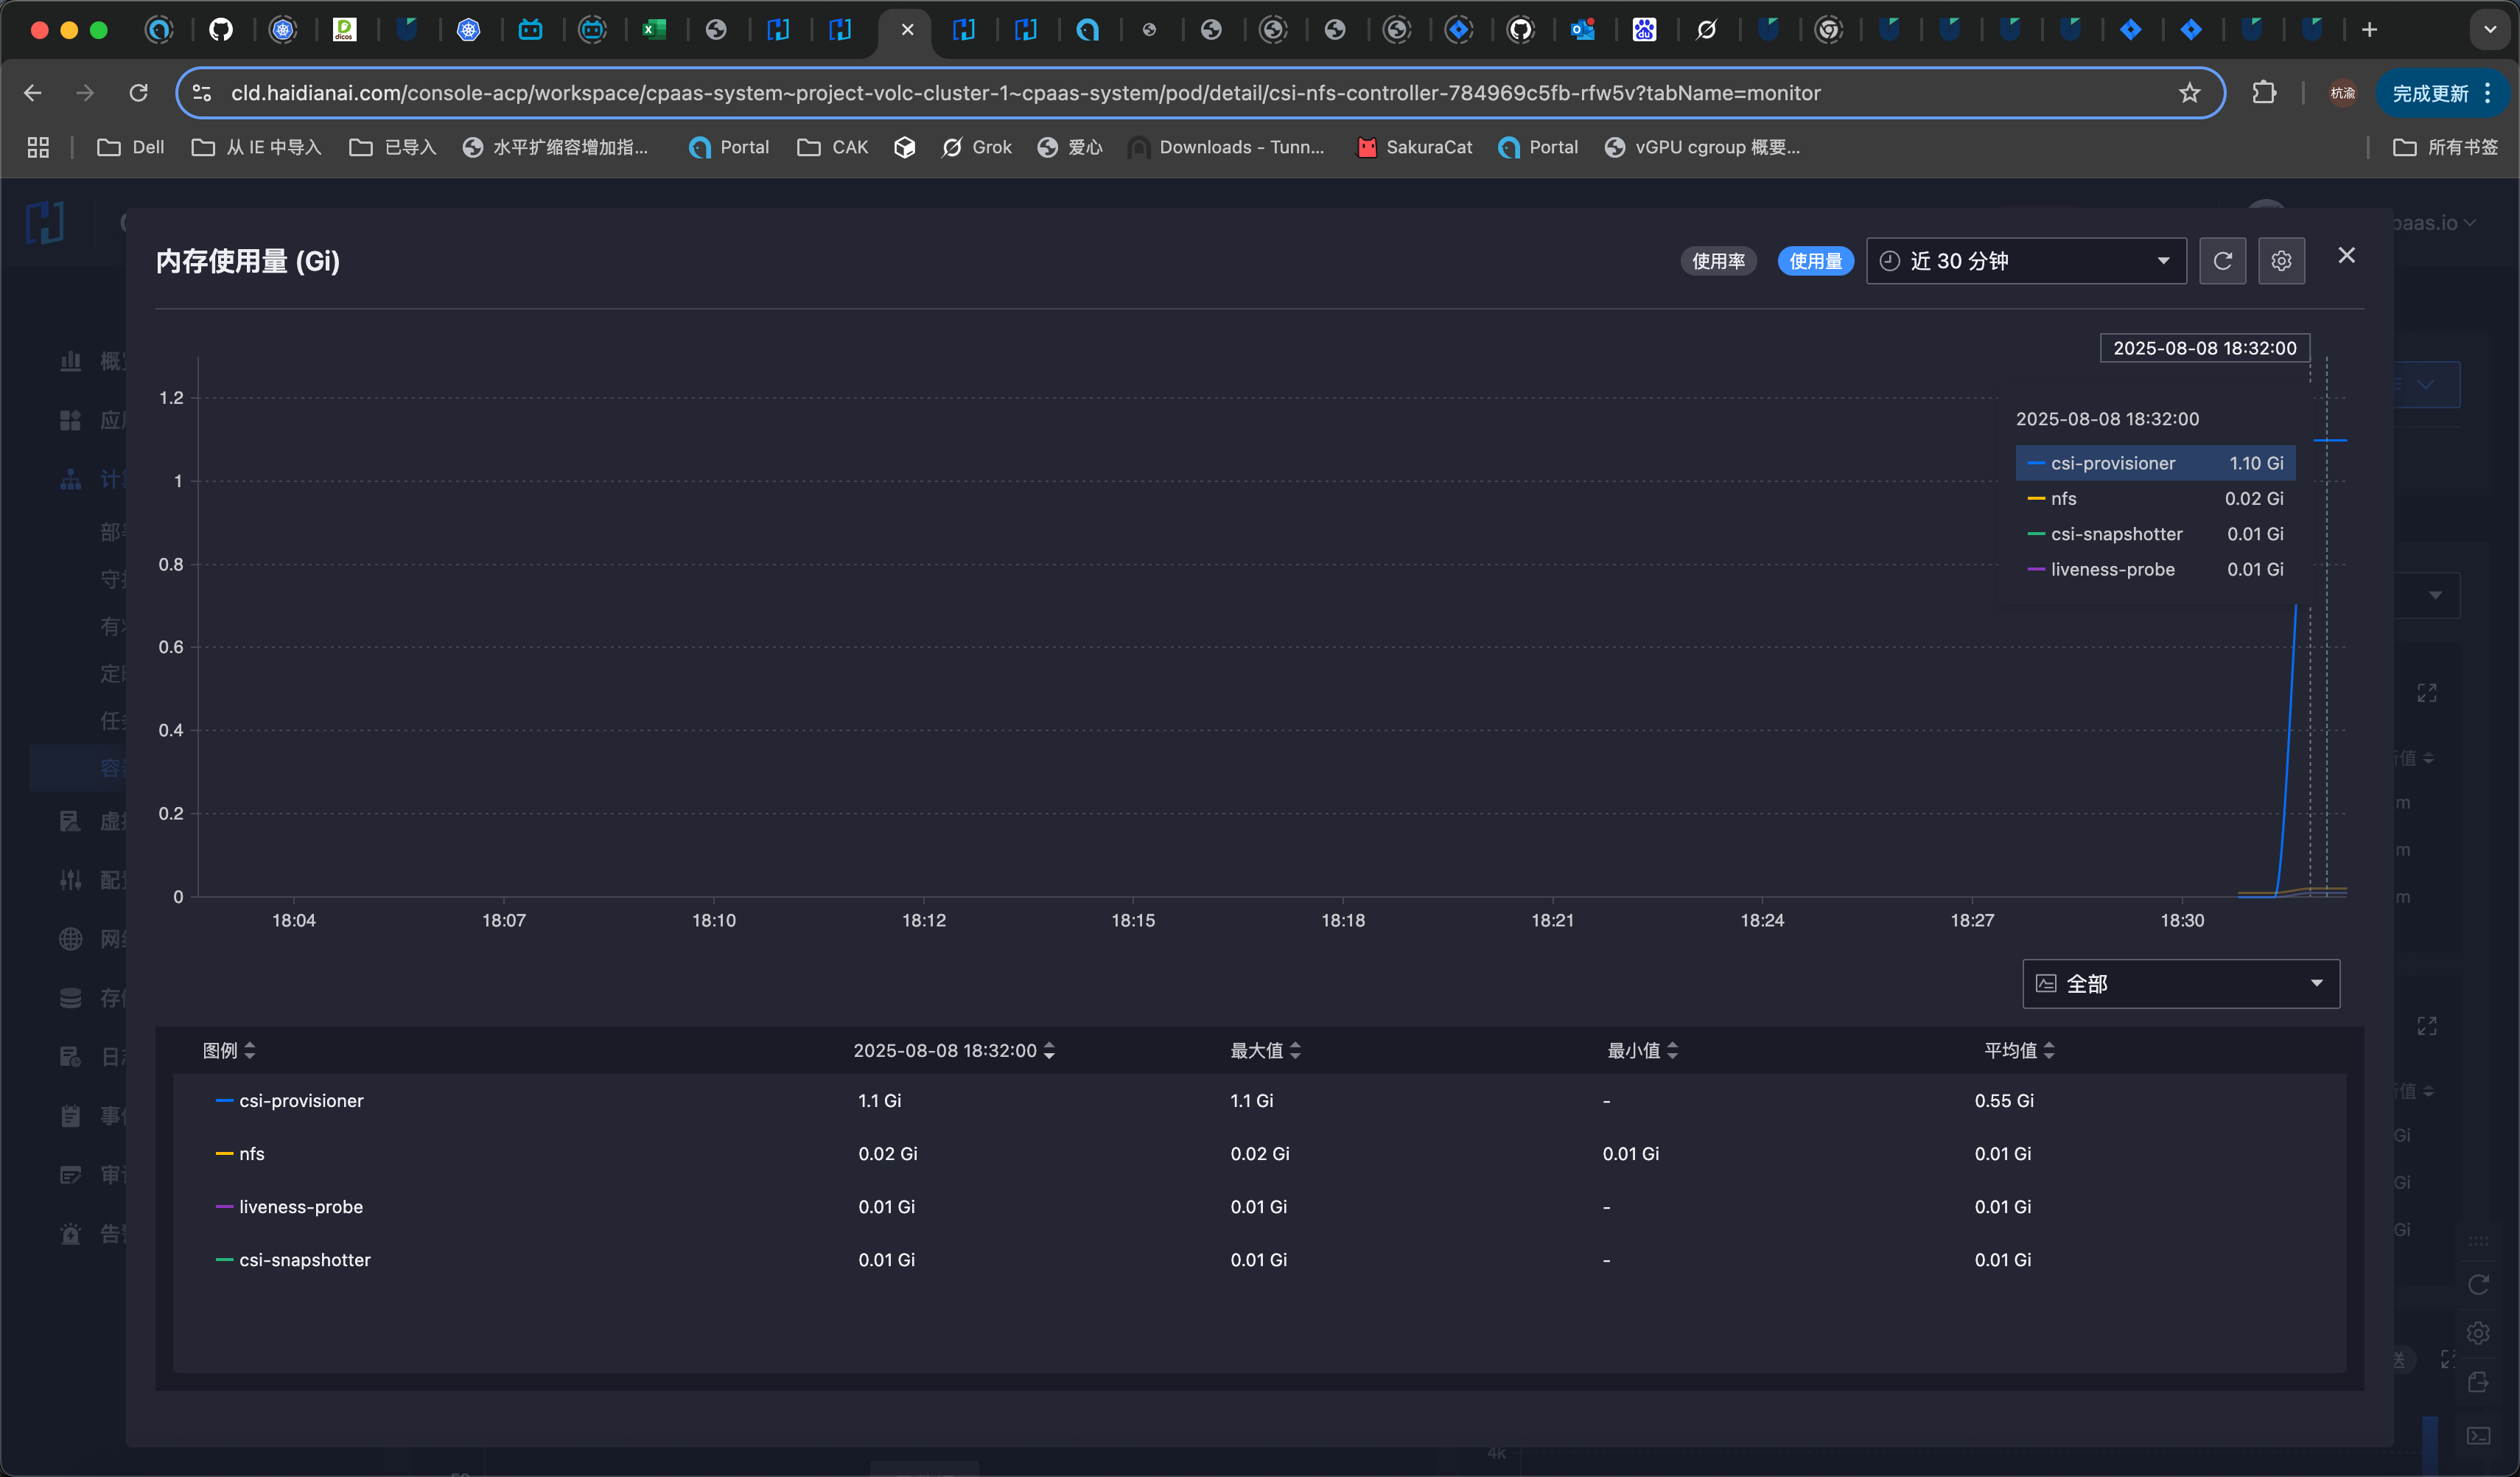 cld.haidianai.com/console-acp/workspace/cpaas-system~project-volc-cluster-1~cpaas-system/pod/detail/csi-nfs-controller-784969c5fb-rfw5v?tabName=monitor
杭渝
完成更新
Dell
从 IE 中导入
已导入
水平扩缩容增加指...
Portal
CAK
Grok
爱心
Downloads - Tunn...
SakuraCat
Portal
vGPU cgroup 概要...
所有书签
paas.io
内存使用量 (Gi)
使用率
使用量
近 30 分钟
2025-08-08 18:32:00
2025-08-08 18:32:00
csi-provisioner 1.10 Gi
nfs 0.02 Gi
csi-snapshotter 0.01 Gi
liveness-probe 0.01 Gi
1.2
1
0.8
0.6
0.4
0.2
0
18:04 18:07 18:10 18:12 18:15 18:18 18:21 18:24 18:27 18:30
全部
图例 2025-08-08 18:32:00 最大值 最小值 平均值
csi-provisioner 1.1 Gi 1.1 Gi - 0.55 Gi
nfs 0.02 Gi 0.02 Gi 0.01 Gi 0.01 Gi
liveness-probe 0.01 Gi 0.01 Gi - 0.01 Gi
csi-snapshotter 0.01 Gi 0.01 Gi - 0.01 Gi
值
m
m
m
值
Gi
Gi
Gi
4k